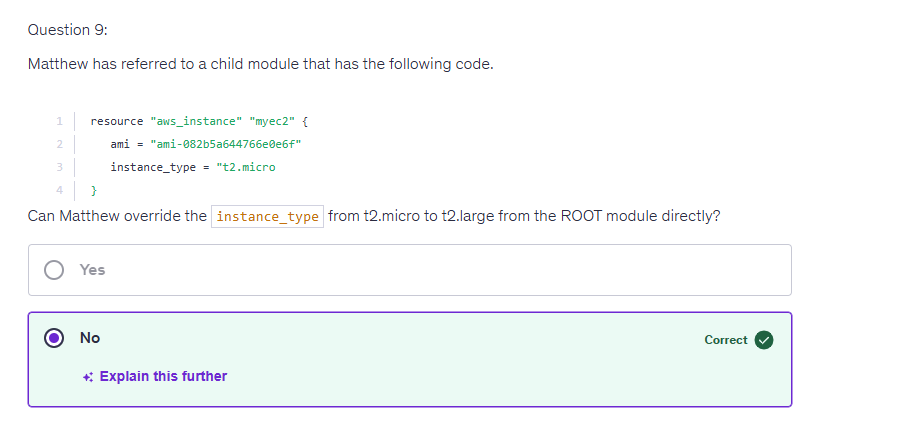 Question 9:
Matthew has referred to a child module that has the following code.
1 resource "aws_instance" "myec2" {
2 ami = "ami-082b5a644766e0e6f"
3 instance_type = "t2.micro
4 }
Can Matthew override the instance_type from t2.micro to t2.large from the ROOT module directly?
Yes
No
Correct
Explain this further